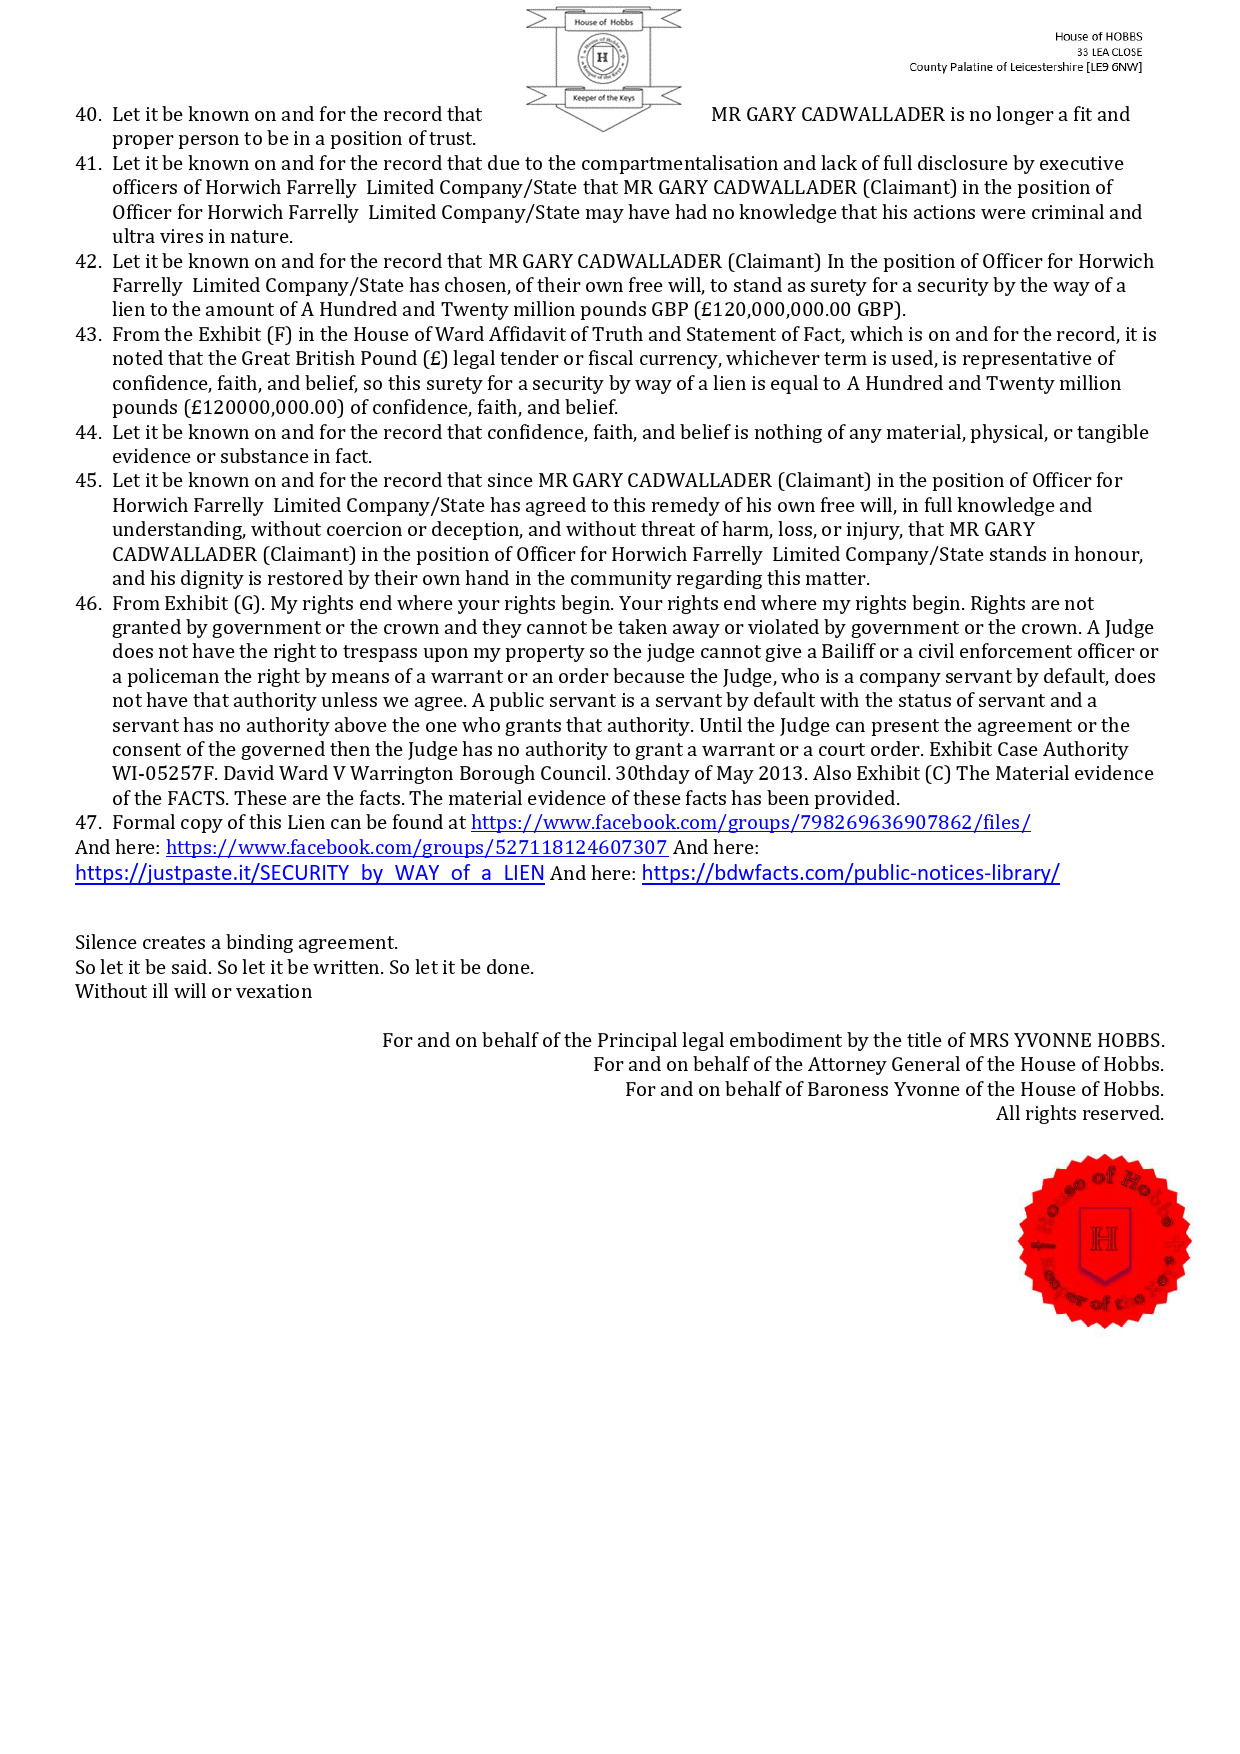 House of Hobbs
House of Hobbs
H
Keeper of the Keys
Keeper of the Keys
House of HOBBS
33 LEA CLOSE
County Palatine of Leicestershire [LE9 6NW]
40. Let it be known on and for the record that MR GARY CADWALLADER is no longer a fit and
proper person to be in a position of trust.
41. Let it be known on and for the record that due to the compartmentalisation and lack of full disclosure by executive
officers of Horwich Farrelly Limited Company/State that MR GARY CADWALLADER (Claimant) in the position of
Officer for Horwich Farrelly Limited Company/State may have had no knowledge that his actions were criminal and
ultra vires in nature.
42. Let it be known on and for the record that MR GARY CADWALLADER (Claimant) In the position of Officer for Horwich
Farrelly Limited Company/State has chosen, of their own free will, to stand as surety for a security by the way of a
lien to the amount of A Hundred and Twenty million pounds GBP (£120,000,000.00 GBP).
43. From the Exhibit (F) in the House of Ward Affidavit of Truth and Statement of Fact, which is on and for the record, it is
noted that the Great British Pound (£) legal tender or fiscal currency, whichever term is used, is representative of
confidence, faith, and belief, so this surety for a security by way of a lien is equal to A Hundred and Twenty million
pounds (£120000,000.00) of confidence, faith, and belief.
44. Let it be known on and for the record that confidence, faith, and belief is nothing of any material, physical, or tangible
evidence or substance in fact.
45. Let it be known on and for the record that since MR GARY CADWALLADER (Claimant) in the position of Officer for
Horwich Farrelly Limited Company/State has agreed to this remedy of his own free will, in full knowledge and
understanding, without coercion or deception, and without threat of harm, loss, or injury, that MR GARY
CADWALLADER (Claimant) in the position of Officer for Horwich Farrelly Limited Company/State stands in honour,
and his dignity is restored by their own hand in the community regarding this matter.
46. From Exhibit (G). My rights end where your rights begin. Your rights end where my rights begin. Rights are not
granted by government or the crown and they cannot be taken away or violated by government or the crown. A Judge
does not have the right to trespass upon my property so the judge cannot give a Bailiff or a civil enforcement officer or
a policeman the right by means of a warrant or an order because the Judge, who is a company servant by default, does
not have that authority unless we agree. A public servant is a servant by default with the status of servant and a
servant has no authority above the one who grants that authority. Until the Judge can present the agreement or the
consent of the governed then the Judge has no authority to grant a warrant or a court order. Exhibit Case Authority
WI-05257F. David Ward V Warrington Borough Council. 30thday of May 2013. Also Exhibit (C) The Material evidence
of the FACTS. These are the facts. The material evidence of these facts has been provided.
47. Formal copy of this Lien can be found at https://www.facebook.com/groups/798269636907862/files/
And here: https://www.facebook.com/groups/527118124607307 And here:
https://justpaste.it/SECURITY_by_WAY_of_a_LIEN And here: https://bdwfacts.com/public-notices-library/
Silence creates a binding agreement.
So let it be said. So let it be written. So let it be done.
Without ill will or vexation
For and on behalf of the Principal legal embodiment by the title of MRS YVONNE HOBBS.
For and on behalf of the Attorney General of the House of Hobbs.
For and on behalf of Baroness Yvonne of the House of Hobbs.
All rights reserved.
House of Hobbs
H
Keeper of the Keys